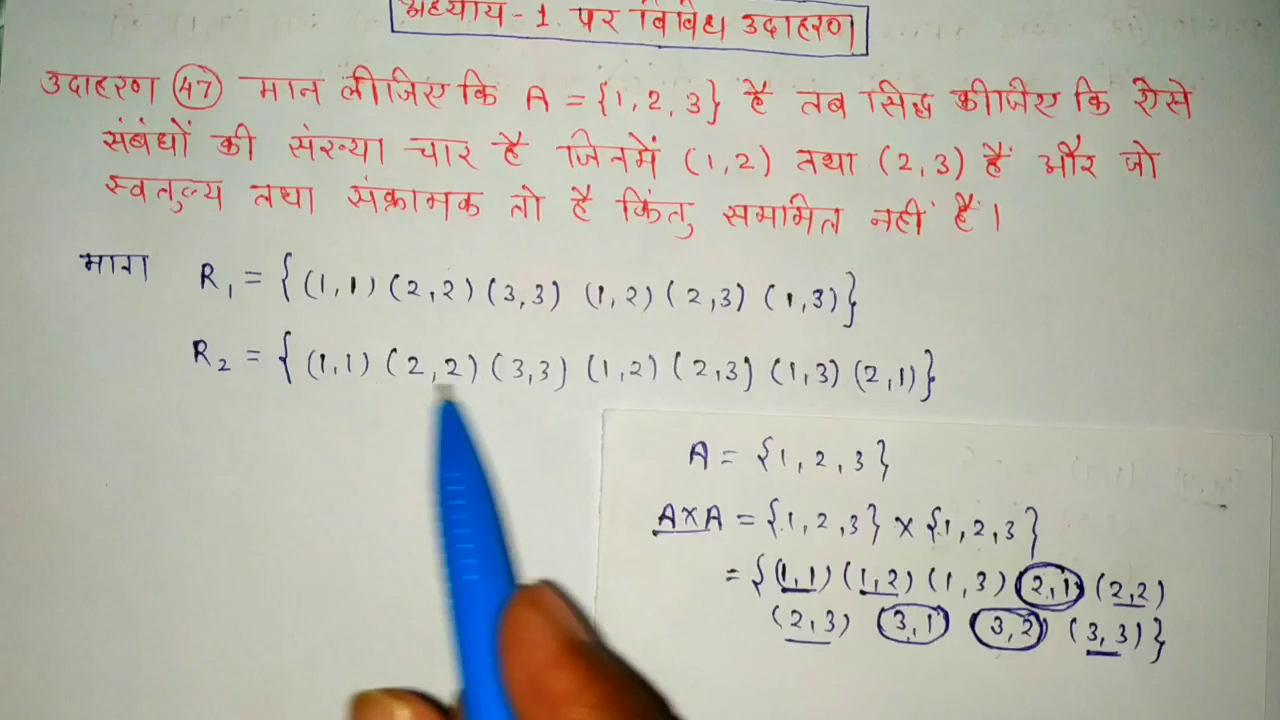 अध्याय-1 पर विविध उदाहरण
उदाहरण 47 मान लीजिए कि A = {1, 2, 3} है तब सिद्ध कीजिए कि ऐसे
संबंधों की संख्या चार है जिनमें (1, 2) तथा (2, 3) हैं और जो
स्वतुल्य तथा संक्रामक तो है किंतु सममित नहीं हैं।
माना R₁ = { (1,1) (2,2) (3,3) (1,2) (2,3) (1,3)}
R₂ = { (1,1) (2,2) (3,3) (1,2) (2,3) (1,3) (2,1)}
A = {1, 2, 3}
A×A = {1, 2, 3} × {1, 2, 3}
= {(1,1) (1,2) (1,3) (2,1) (2,2)
(2,3) (3,1) (3,2) (3,3)}